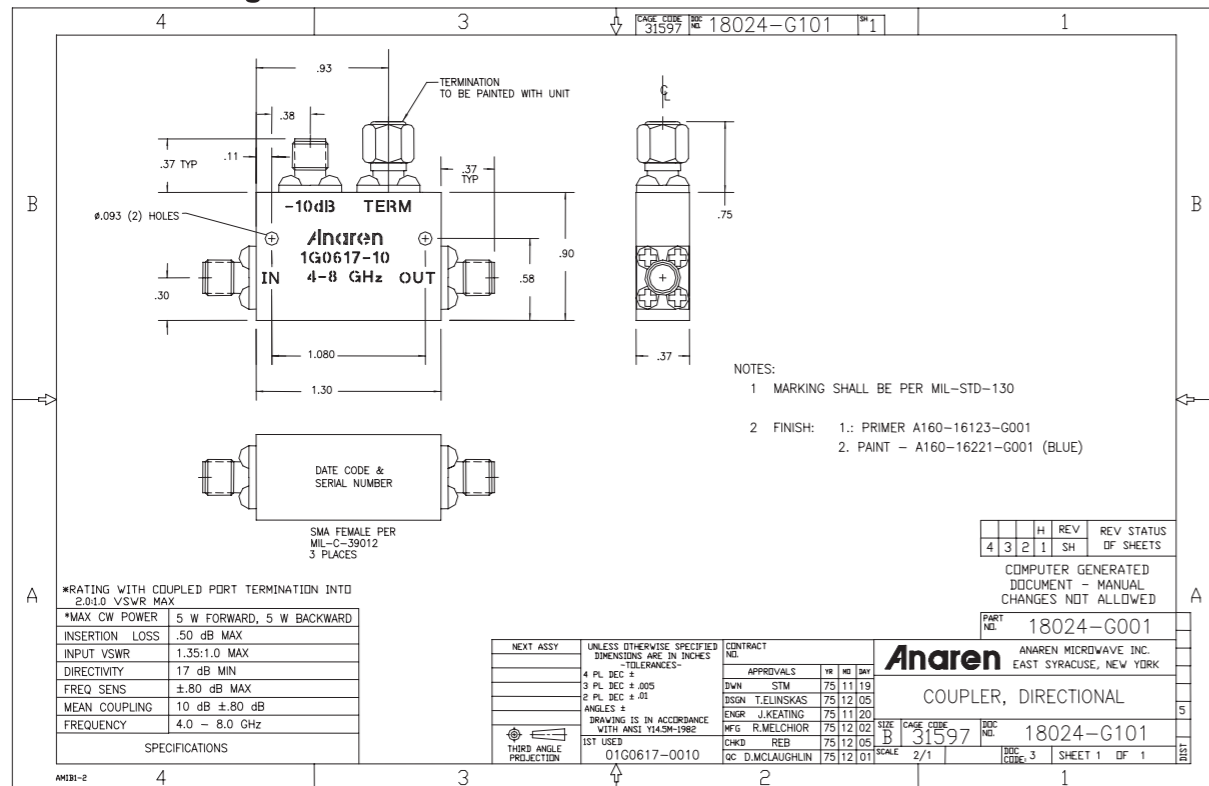 4
3
CAGE CODE
31597
DOC
NO.
18024-G101
SH
1
1
.93
TERMINATION
TO BE PAINTED WITH UNIT
.38
.37 TYP
.11
.37
TYP
℄
B
B
-10dB
TERM
ø.093 (2) HOLES
Anaren
1G0617-10
IN
4-8 GHz
OUT
.30
.58
.90
.75
1.080
1.30
.37
NOTES:
1 MARKING SHALL BE PER MIL-STD-130
2 FINISH: 1.: PRIMER A160-16123-G001
2. PAINT - A160-16221-G001 (BLUE)
DATE CODE &
SERIAL NUMBER
SMA FEMALE PER
MIL-C-39012
3 PLACES
H REV REV STATUS
4 3 2 1 SH OF SHEETS
COMPUTER GENERATED
DOCUMENT - MANUAL
CHANGES NOT ALLOWED
A
A
*RATING WITH COUPLED PORT TERMINATION INTO
2.0:1.0 VSWR MAX
*MAX CW POWER 5 W FORWARD, 5 W BACKWARD
INSERTION LOSS .50 dB MAX
INPUT VSWR 1.35:1.0 MAX
DIRECTIVITY 17 dB MIN
FREQ SENS ±.80 dB MAX
MEAN COUPLING 10 dB ±.80 dB
FREQUENCY 4.0 - 8.0 GHz
SPECIFICATIONS
NEXT ASSY
THIRD ANGLE
PROJECTION
UNLESS OTHERWISE SPECIFIED
DIMENSIONS ARE IN INCHES
-TOLERANCES-
4 PL DEC ±
3 PL DEC ± .005
2 PL DEC ± .01
ANGLES ±
DRAWING IS IN ACCORDANCE
WITH ANSI Y14.5M-1982
1ST USED
01G0617-0010
CONTRACT
NO.
APPROVALS YR MO DAY
DWN STM 75 11 19
DSGN T.ELINSKAS 75 12 05
ENGR J.KEATING 75 11 20
MFG R.MELCHIOR 75 12 02
CHKD REB 75 12 05
QC D.MCLAUGHLIN 75 12 01
PART
NO.
18024-G001
Anaren
ANAREN MICROWAVE INC.
EAST SYRACUSE, NEW YORK
COUPLER, DIRECTIONAL
SIZE
B
CAGE CODE
31597
DOC
NO.
18024-G101
SCALE 2/1
DOC
CODE: 3
SHEET 1 OF 1
5
DIST
AMIB1-2
4
3
2
1